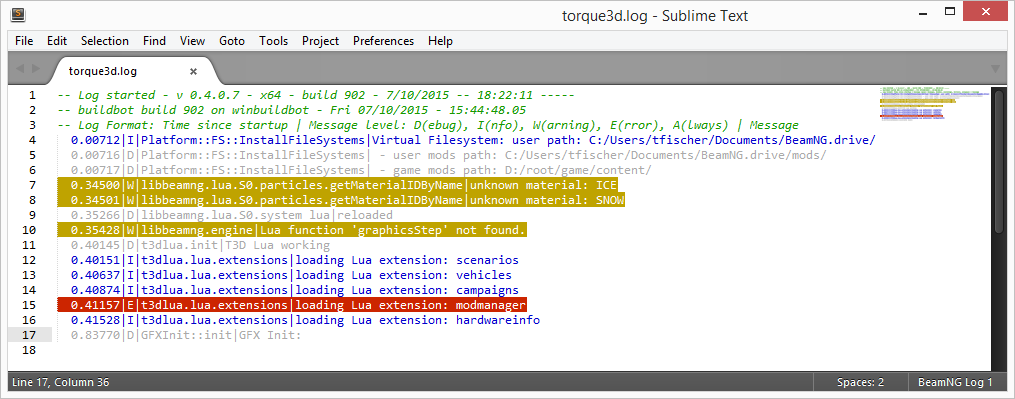 torque3d.log - Sublime Text
File Edit Selection Find View Goto Tools Project Preferences Help
torque3d.log ×
1 -- Log started - v 0.4.0.7 - x64 - build 902 - 7/10/2015 -- 18:22:11 -----
2 -- buildbot build 902 on winbuildbot - Fri 07/10/2015 - 15:44:48.05
3 -- Log Format: Time since startup | Message level: D(ebug), I(nfo), W(arning), E(rror), A(lways) | Message
4 0.00712|I|Platform::FS::InstallFileSystems|Virtual Filesystem: user path: C:/Users/tfischer/Documents/BeamNG.drive/
5 0.00716|D|Platform::FS::InstallFileSystems| - user mods path: C:/Users/tfischer/Documents/BeamNG.drive/mods/
6 0.00717|D|Platform::FS::InstallFileSystems| - game mods path: D:/root/game/content/
7 0.34500|W|libbeamng.lua.S0.particles.getMaterialIDByName|unknown material: ICE
8 0.34501|W|libbeamng.lua.S0.particles.getMaterialIDByName|unknown material: SNOW
9 0.35266|D|libbeamng.lua.S0.system lua|reloaded
10 0.35428|W|libbeamng.engine|Lua function 'graphicsStep' not found.
11 0.40145|D|t3dlua.init|T3D Lua working
12 0.40151|I|t3dlua.lua.extensions|loading Lua extension: scenarios
13 0.40637|I|t3dlua.lua.extensions|loading Lua extension: vehicles
14 0.40874|I|t3dlua.lua.extensions|loading Lua extension: campaigns
15 0.41157|E|t3dlua.lua.extensions|loading Lua extension: modmanager
16 0.41528|I|t3dlua.lua.extensions|loading Lua extension: hardwareinfo
17 0.83770|D|GFXInit::init|GFX Init:
18
Line 17, Column 36 Spaces: 2 BeamNG Log 1